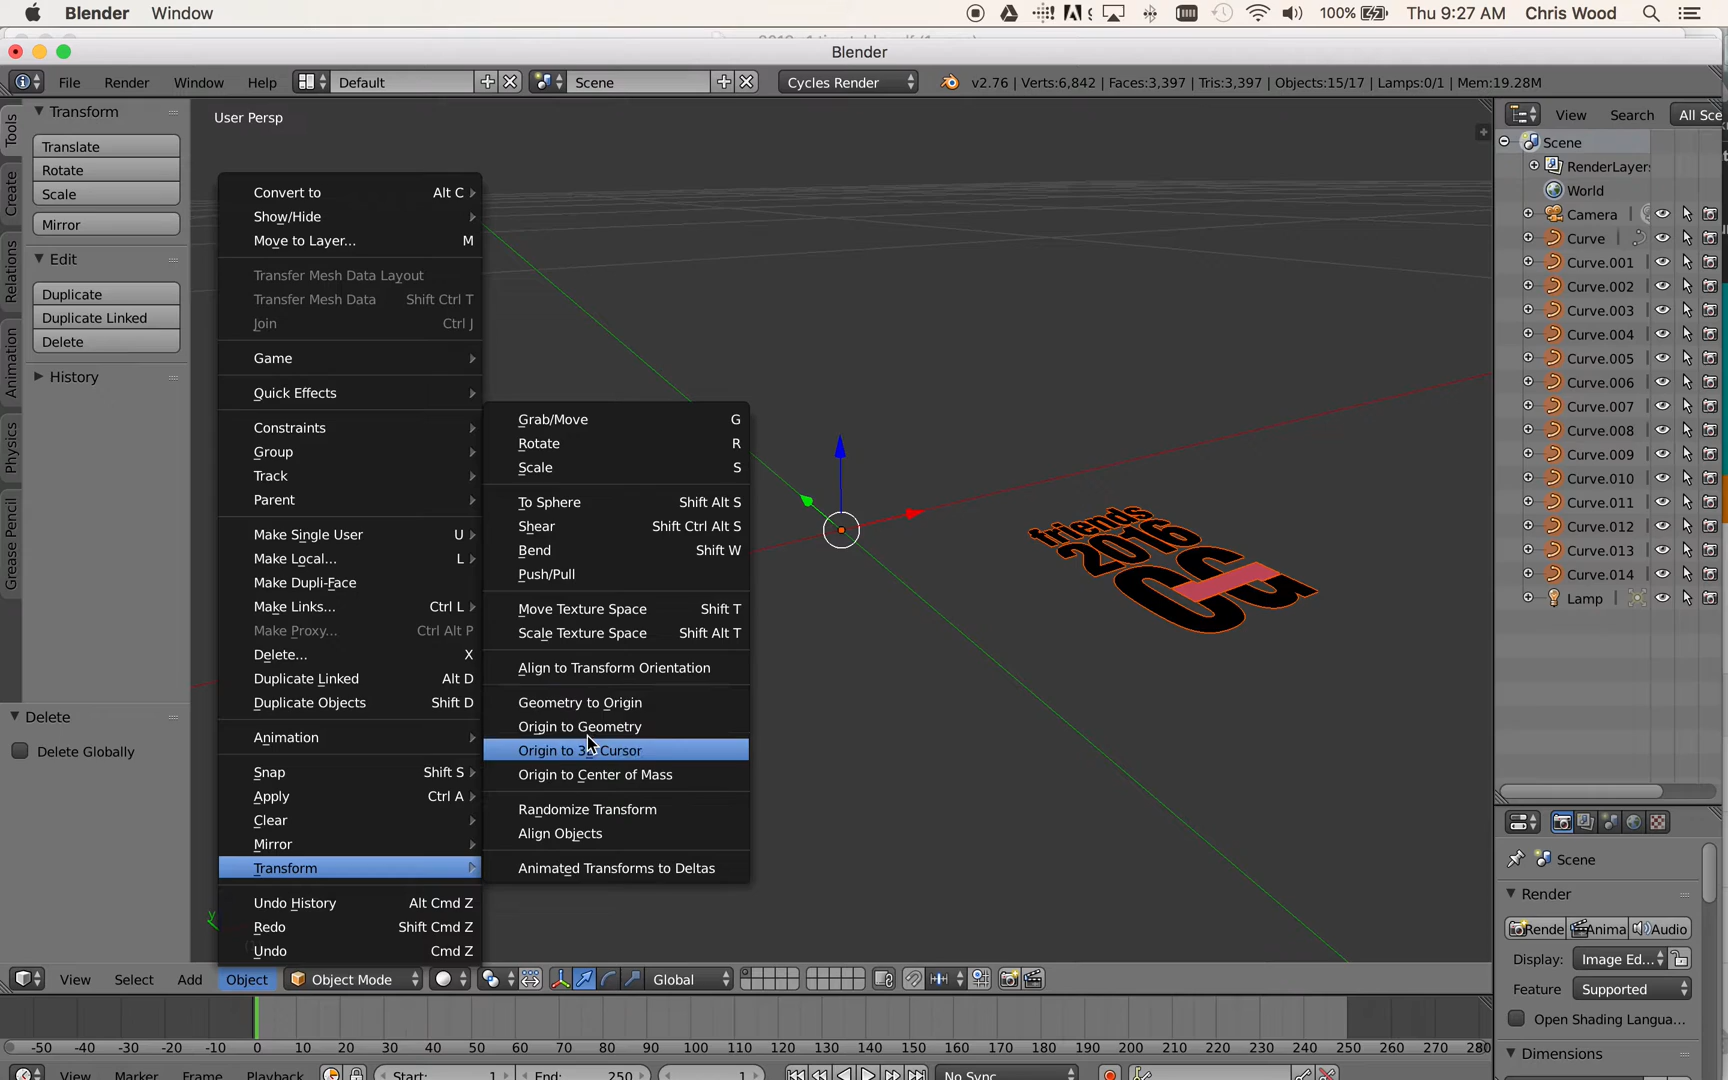 Blender Window 100% Thu 9:27 AM Chris Wood
Blender
File Render Window Help Default Scene Cycles Render v2.76 | Verts:6,842 | Faces:3,397 | Tris:3,397 | Objects:15/17 | Lamps:0/1 | Mem:19.28M
Tools
Create
Relations
Animation
Physics
Grease Pencil
Transform
Translate
Rotate
Scale
Mirror
Edit
Duplicate
Duplicate Linked
Delete
History
Delete
Delete Globally
User Persp
Convert to Alt C
Show/Hide
Move to Layer... M
Transfer Mesh Data Layout
Transfer Mesh Data Shift Ctrl T
Join Ctrl J
Game
Quick Effects
Constraints
Group
Track
Parent
Make Single User U
Make Local... L
Make Dupli-Face
Make Links... Ctrl L
Make Proxy... Ctrl Alt P
Delete... X
Duplicate Linked Alt D
Duplicate Objects Shift D
Animation
Snap Shift S
Apply Ctrl A
Clear
Mirror
Transform
Undo History Alt Cmd Z
Redo Shift Cmd Z
Undo Cmd Z
Grab/Move G
Rotate R
Scale S
To Sphere Shift Alt S
Shear Shift Ctrl Alt S
Bend Shift W
Push/Pull
Move Texture Space Shift T
Scale Texture Space Shift Alt T
Align to Transform Orientation
Geometry to Origin
Origin to Geometry
Origin to 3D Cursor
Origin to Center of Mass
Randomize Transform
Align Objects
Animated Transforms to Deltas
friends
2016
y
View Search All Sce
Scene
RenderLayer
World
Camera
Curve
Curve.001
Curve.002
Curve.003
Curve.004
Curve.005
Curve.006
Curve.007
Curve.008
Curve.009
Curve.010
Curve.011
Curve.012
Curve.013
Curve.014
Lamp
Scene
Render
Rende Anima Audio
Display: Image Ed...
Feature Supported
Open Shading Langua...
Dimensions
View Select Add Object Object Mode Global
-50 -40 -30 -20 -10 0 10 20 30 40 50 60 70 80 90 100 110 120 130 140 150 160 170 180 190 200 210 220 230 240 250 260 270 280
View Marker Frame Playback Start: 1 End: 250 1 No Sync